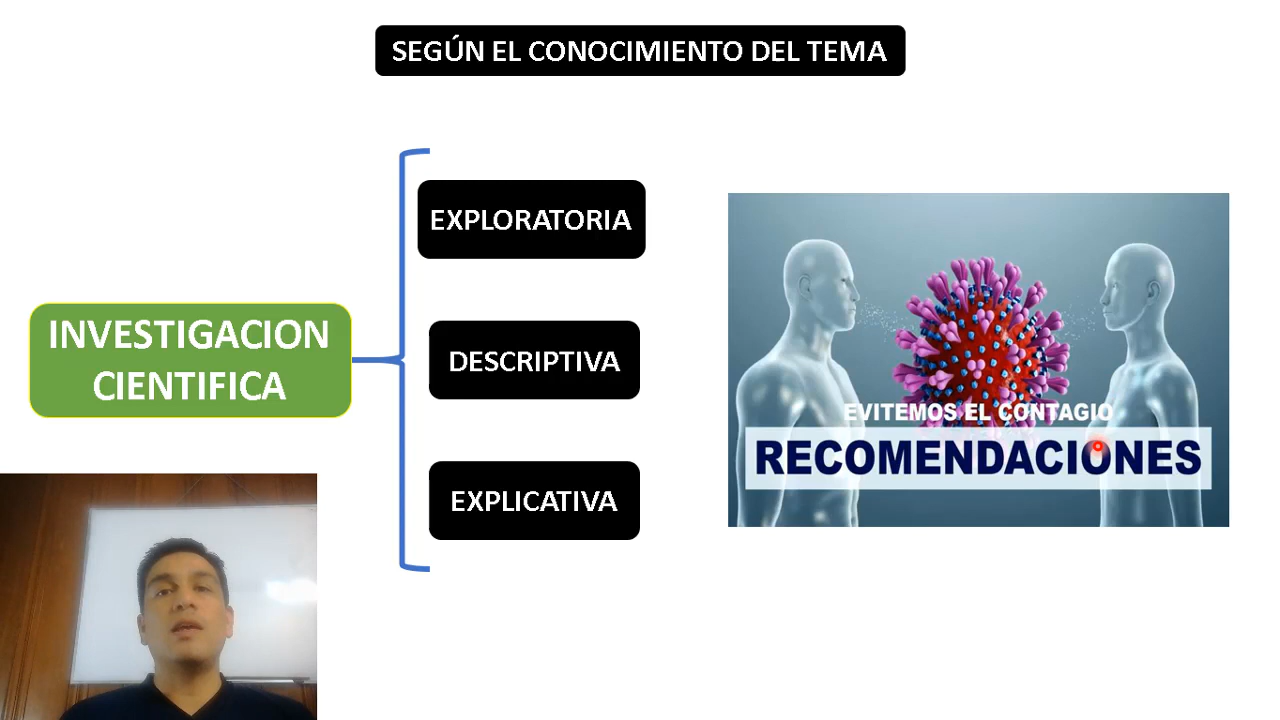 SEGÚN EL CONOCIMIENTO DEL TEMA
EXPLORATORIA
INVESTIGACION
CIENTIFICA
DESCRIPTIVA
EXPLICATIVA
EVITEMOS EL CONTAGIO
RECOMENDACIONES